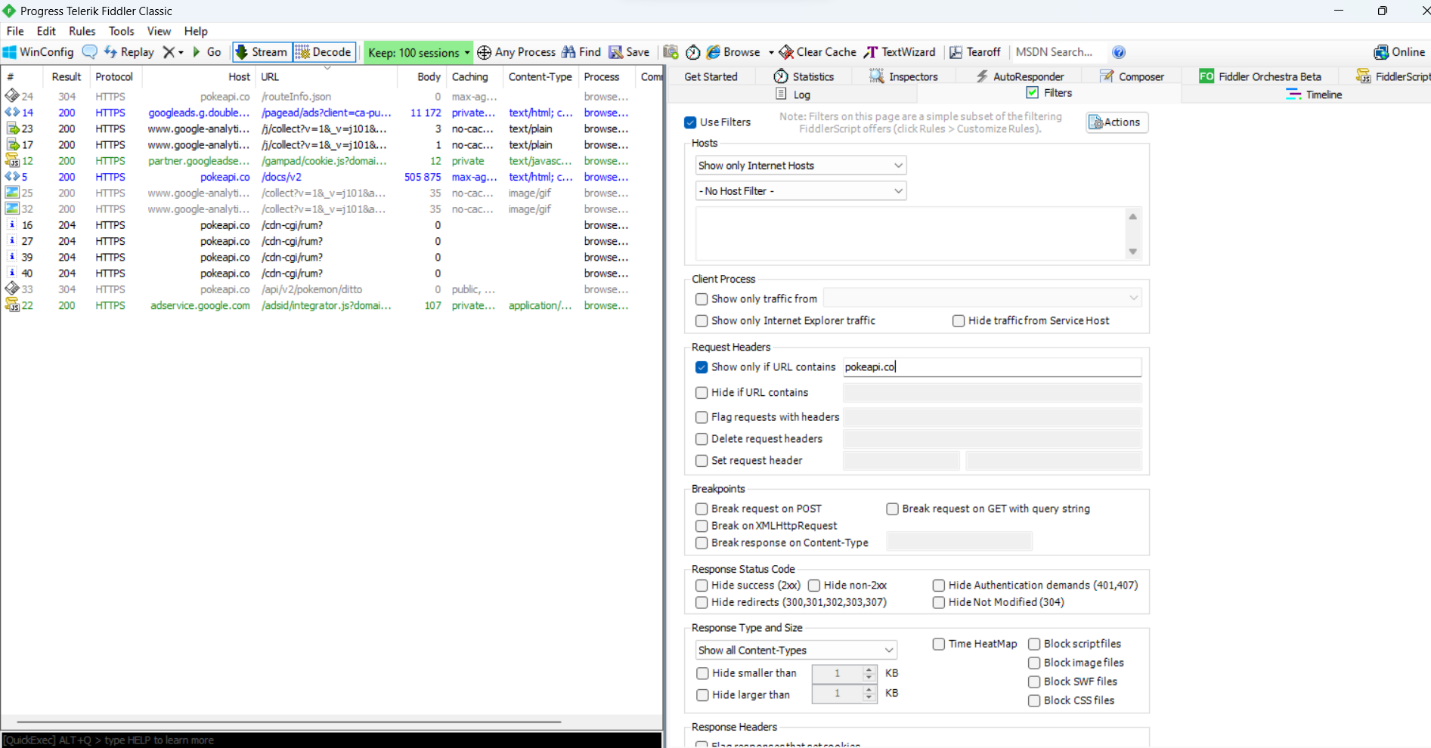 Progress Telerik Fiddler Classic
File Edit Rules Tools View Help
WinConfig Replay Go Stream Decode Keep: 100 sessions Any Process Find Save Browse Clear Cache TextWizard Tearoff MSDN Search... Online
# Result Protocol Host URL Body Caching Content-Type Process Comr
24 304 HTTPS pokeapi.co /routeInfo.json 0 max-ag... browse...
14 200 HTTPS googleads.g.double... /pagead/ads?client=ca-pu... 11 172 private... text/html; c... browse...
23 200 HTTPS www.google-analyti... /j/collect?v=1&_v=j101&a... 3 no-cac... text/plain browse...
17 200 HTTPS www.google-analyti... /j/collect?v=1&_v=j101&a... 1 no-cac... text/plain browse...
12 200 HTTPS partner.googleadse... /gampad/cookie.js?domai... 12 private text/javasc... browse...
5 200 HTTPS pokeapi.co /docs/v2 505 875 max-ag... text/html; c... browse...
25 200 HTTPS www.google-analyti... /collect?v=1&_v=j101&a... 35 no-cac... image/gif browse...
32 200 HTTPS www.google-analyti... /collect?v=1&_v=j101&a... 35 no-cac... image/gif browse...
16 204 HTTPS pokeapi.co /cdn-cgi/rum? 0 browse...
27 204 HTTPS pokeapi.co /cdn-cgi/rum? 0 browse...
39 204 HTTPS pokeapi.co /cdn-cgi/rum? 0 browse...
40 204 HTTPS pokeapi.co /cdn-cgi/rum? 0 browse...
33 304 HTTPS pokeapi.co /api/v2/pokemon/ditto 0 public, ... browse...
22 200 HTTPS adservice.google.com /adsid/integrator.js?domai... 107 private... application/... browse...
[QuickExec] ALT+Q > type HELP to learn more
Get Started Statistics Inspectors AutoResponder Composer FO Fiddler Orchestra Beta FiddlerScript
Log Filters Timeline
Use Filters
Note: Filters on this page are a simple subset of the filtering
FiddlerScript offers (click Rules > Customize Rules).
Actions
Hosts
Show only Internet Hosts
- No Host Filter -
Client Process
Show only traffic from
Show only Internet Explorer traffic Hide traffic from Service Host
Request Headers
Show only if URL contains pokeapi.co
Hide if URL contains
Flag requests with headers
Delete request headers
Set request header
Breakpoints
Break request on POST Break request on GET with query string
Break on XMLHttpRequest
Break response on Content-Type
Response Status Code
Hide success (2xx) Hide non-2xx Hide Authentication demands (401,407)
Hide redirects (300,301,302,303,307) Hide Not Modified (304)
Response Type and Size
Show all Content-Types Time HeatMap Block script files
Block image files
Hide smaller than 1 KB
Block SWF files
Hide larger than 1 KB
Block CSS files
Response Headers
Flag responses that set cookies